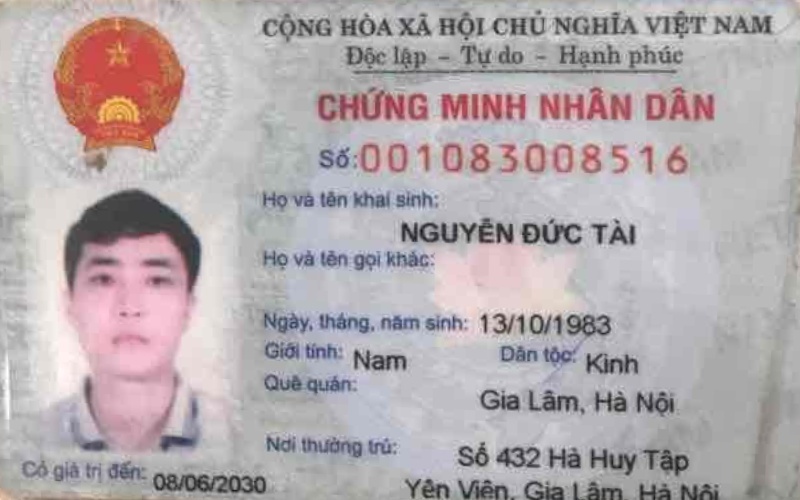 CỘNG HÒA XÃ HỘI CHỦ NGHĨA VIỆT NAM
Độc lập – Tự do – Hạnh phúc
CHỨNG MINH NHÂN DÂN
Số: 001083008516
Họ và tên khai sinh:
NGUYỄN ĐỨC TÀI
Họ và tên gọi khác:
Ngày, tháng, năm sinh: 13/10/1983
Giới tính: Nam Dân tộc: Kinh
Quê quán:
Gia Lâm, Hà Nội
Nơi thường trú:
Số 432 Hà Huy Tập
Yên Viên, Gia Lâm, Hà Nội
Có giá trị đến: 08/06/2030